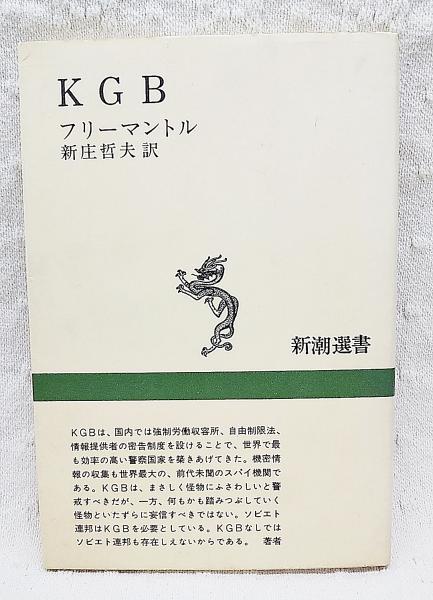 KGB
フリーマントル
新庄哲夫訳
新潮選書
KGBは、国内では強制労働収容所、自由制限法、
情報提供者の密告制度を設けることで、世界で最
も効率の高い警察国家を築きあげてきた。機密情
報の収集も世界最大の、前代未聞のスパイ機関で
ある。KGBは、まさしく怪物にふさわしいと警
戒すべきだが、一方、何もかも踏みつぶしていく
怪物といたずらに妄信すべきではない。ソビエト
連邦はKGBを必要としている。KGBなしでは
ソビエト連邦も存在しえないからである。 著者